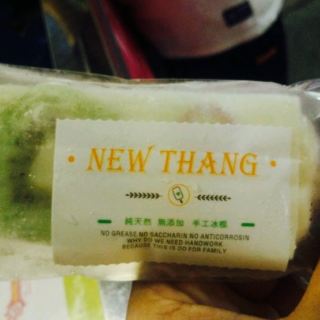 • NEW THANG •
純天然 無添加 手工冰棍
NO GREASE.NO SACCHARIN NO ANTICORROSIN
WHY DO WE NEED HANDWORK
BECAUSE THIS IS DO FOR FAMILY